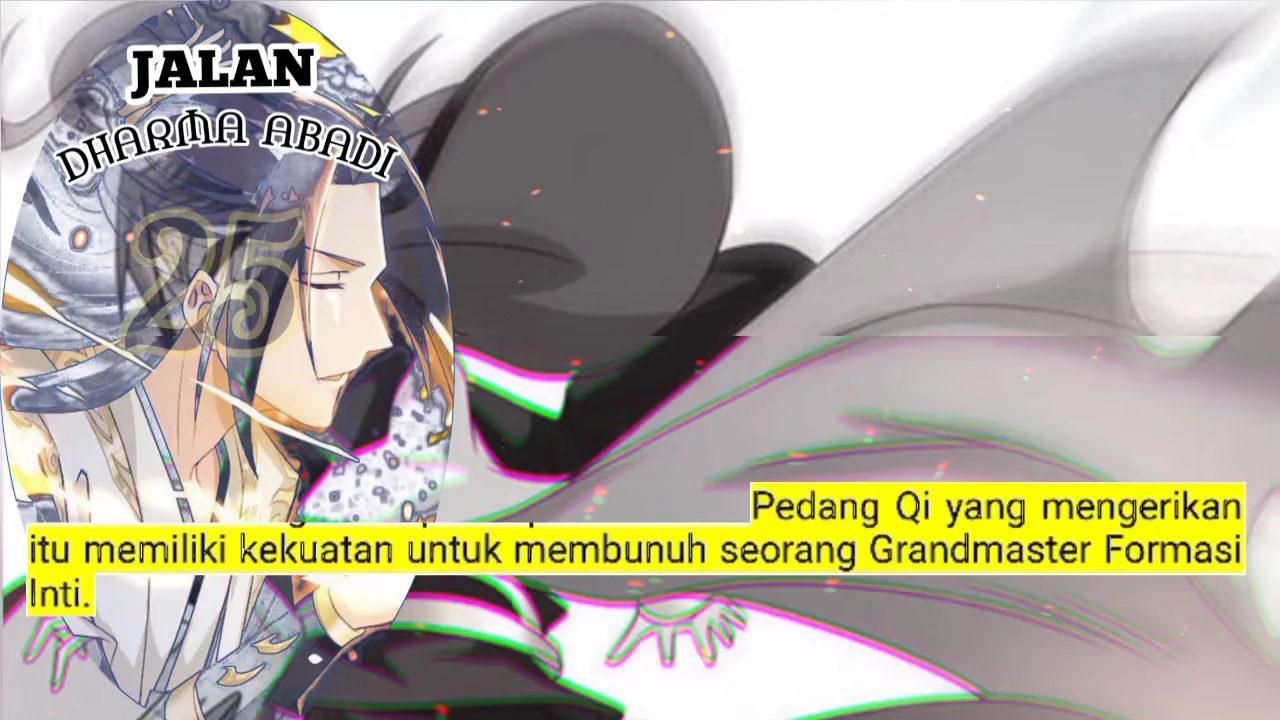 JALAN
DHARMA ABADI
25
Pedang Qi yang mengerikan
itu memiliki kekuatan untuk membunuh seorang Grandmaster Formasi
Inti.